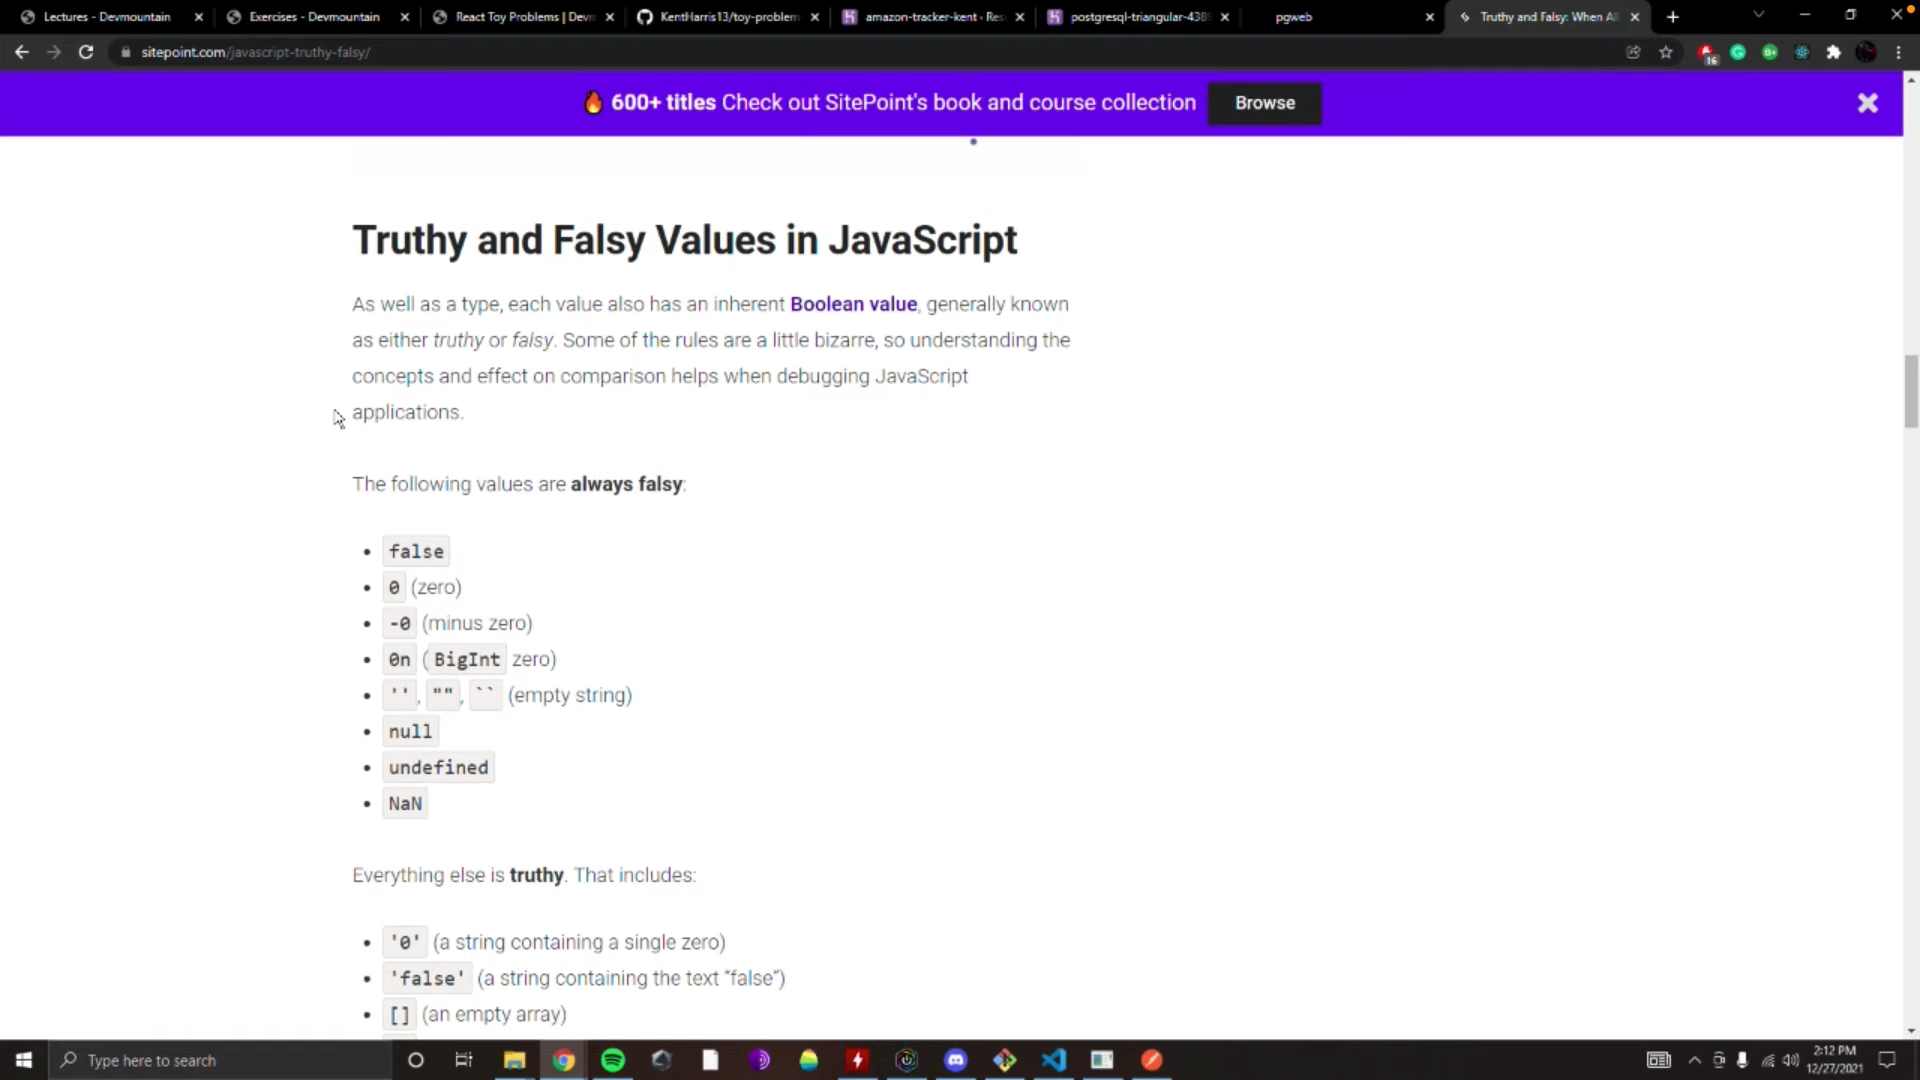 Lectures - Devmountain
Exercises - Devmountain
React Toy Problems | Devm
KentHarris13/toy-problem
amazon-tracker-kent · Res
postgresql-triangular-438
pgweb
Truthy and Falsy: When All
sitepoint.com/javascript-truthy-falsy/
16
🔥 600+ titles Check out SitePoint's book and course collection
Browse
Truthy and Falsy Values in JavaScript
As well as a type, each value also has an inherent Boolean value, generally known
as either truthy or falsy. Some of the rules are a little bizarre, so understanding the
concepts and effect on comparison helps when debugging JavaScript
applications.
The following values are always falsy:
• false
• 0 (zero)
• -0 (minus zero)
• 0n (BigInt zero)
• '', "", `` (empty string)
• null
• undefined
• NaN
Everything else is truthy. That includes:
• '0' (a string containing a single zero)
• 'false' (a string containing the text “false”)
• [] (an empty array)
Type here to search
2:12 PM
12/27/2021